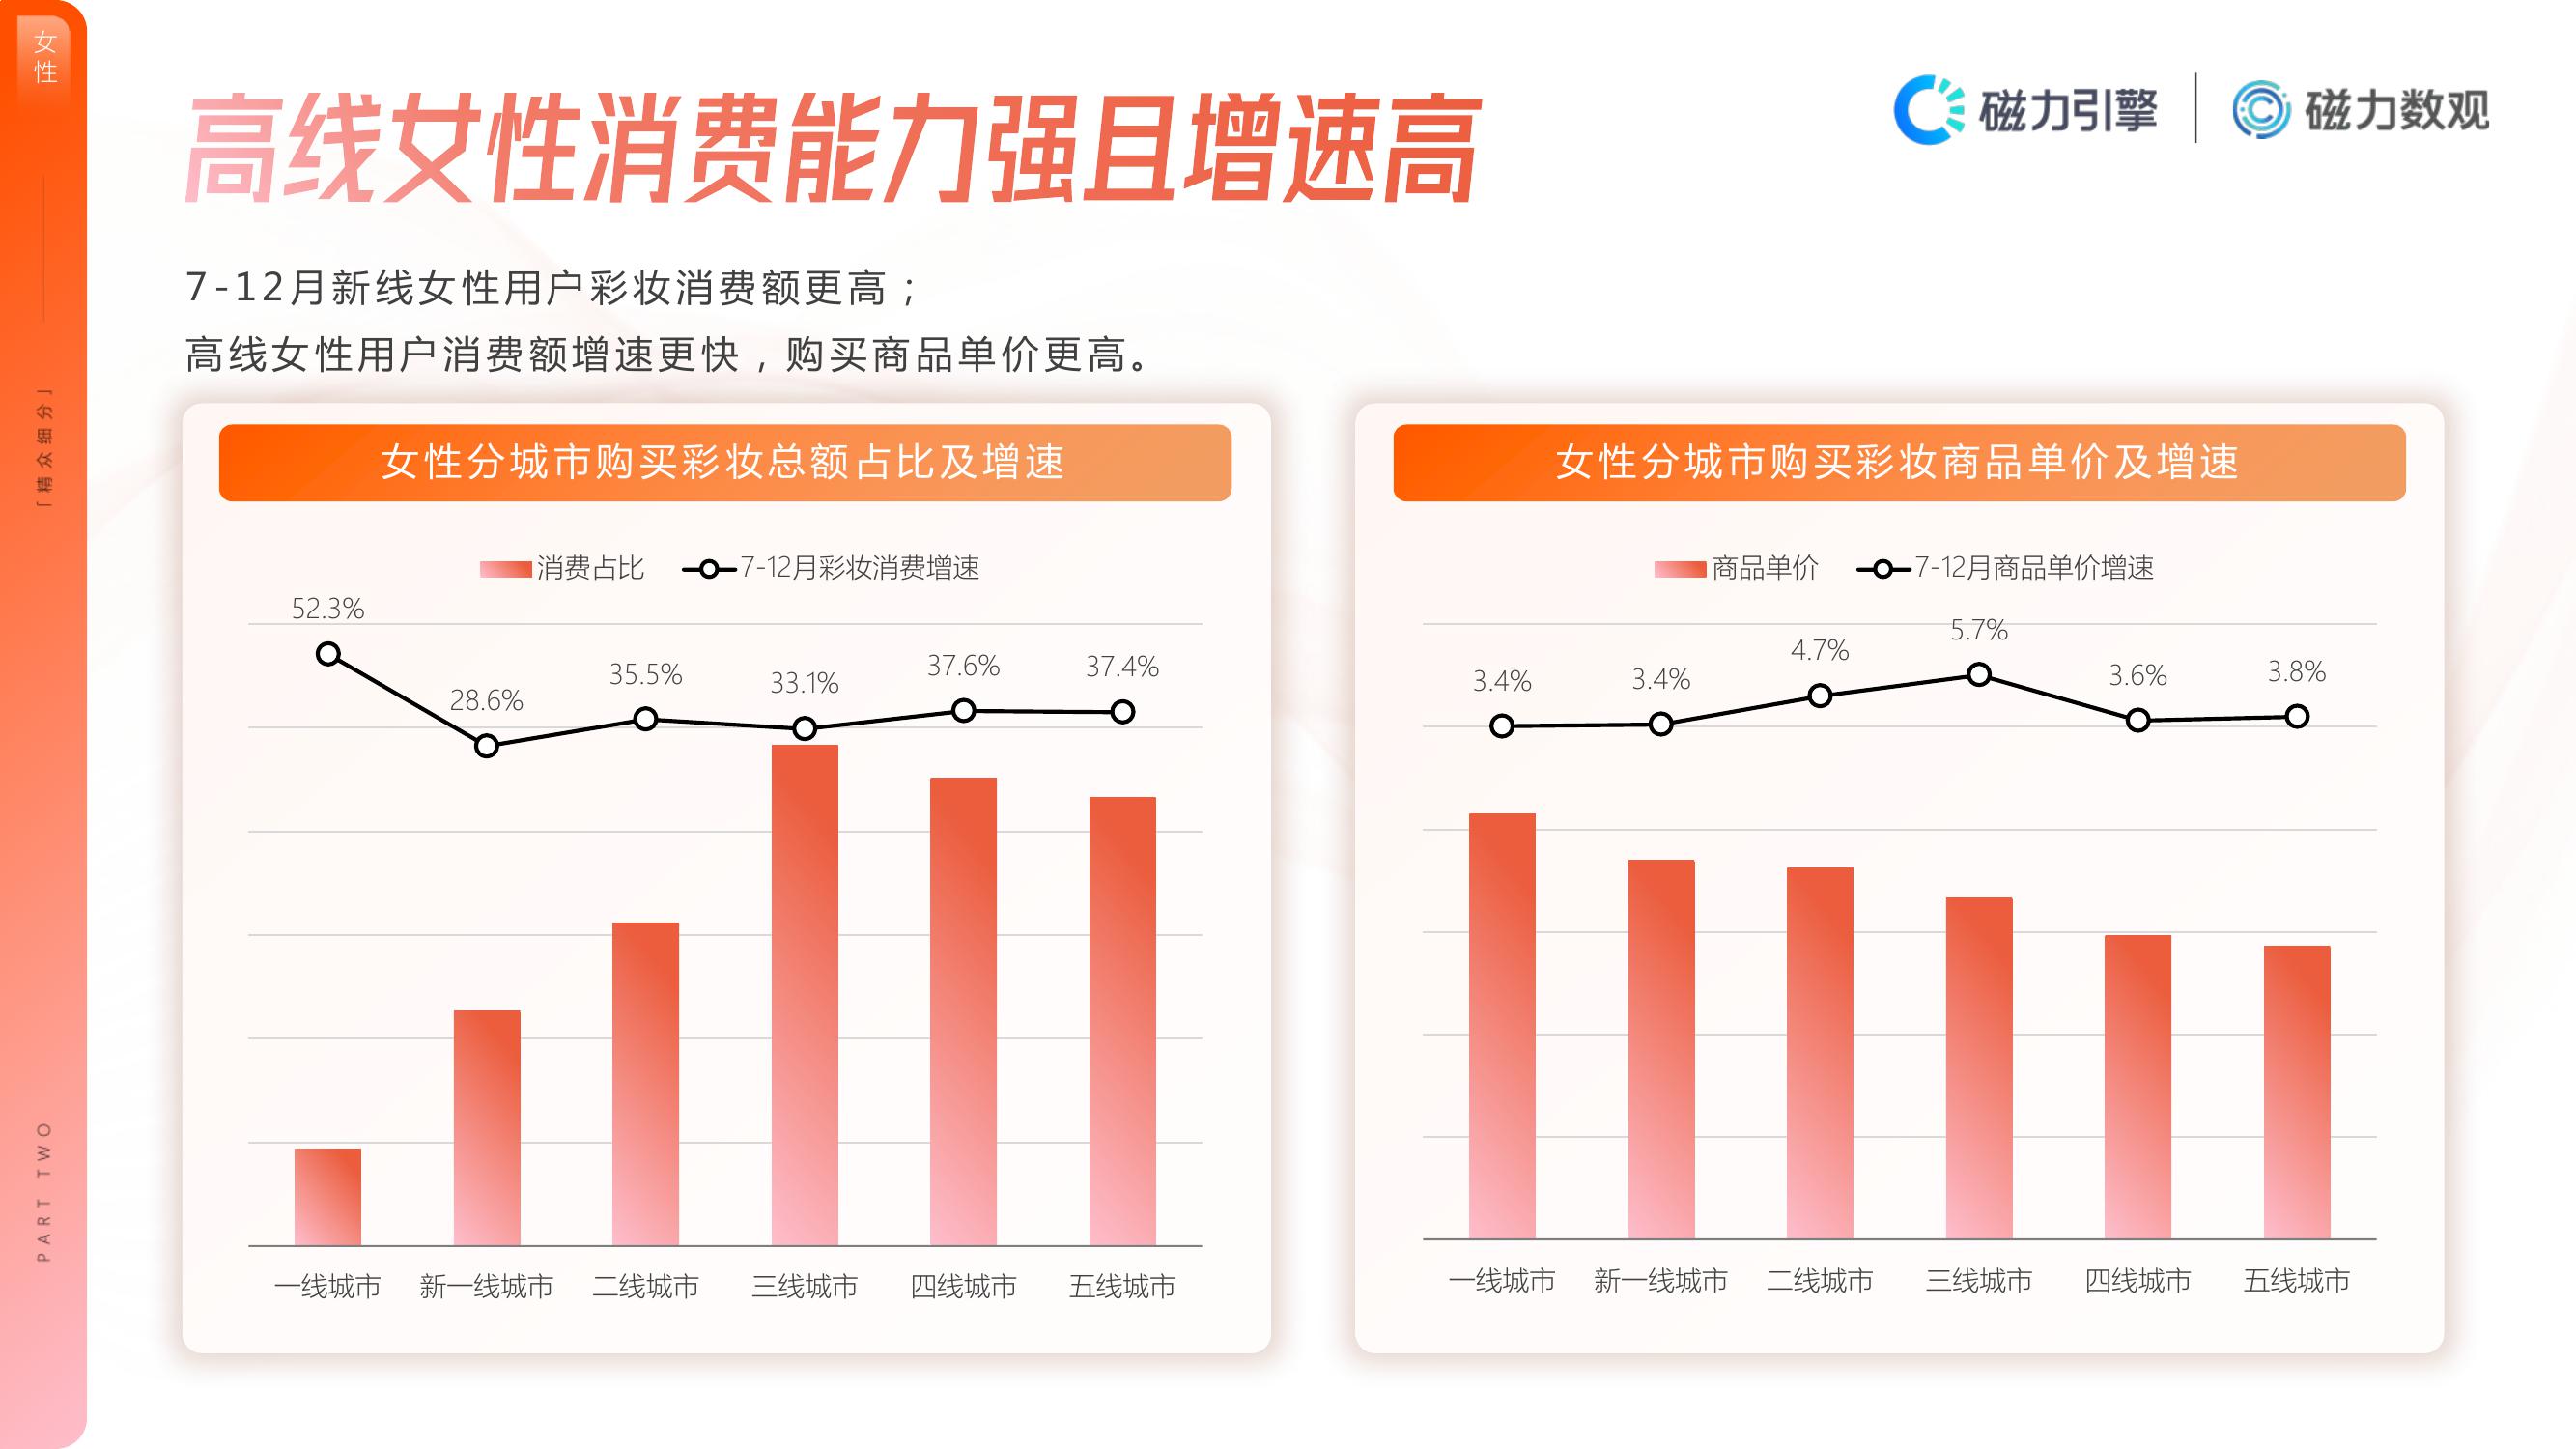 女性
「精众细分」
PART TWO
高线女性消费能力强且增速高
磁力引擎
磁力数观
7-12月新线女性用户彩妆消费额更高；
高线女性用户消费额增速更快，购买商品单价更高。
女性分城市购买彩妆总额占比及增速
消费占比 7-12月彩妆消费增速
52.3% 28.6% 35.5% 33.1% 37.6% 37.4%
一线城市 新一线城市 二线城市 三线城市 四线城市 五线城市
女性分城市购买彩妆商品单价及增速
商品单价 7-12月商品单价增速
3.4% 3.4% 4.7% 5.7% 3.6% 3.8%
一线城市 新一线城市 二线城市 三线城市 四线城市 五线城市